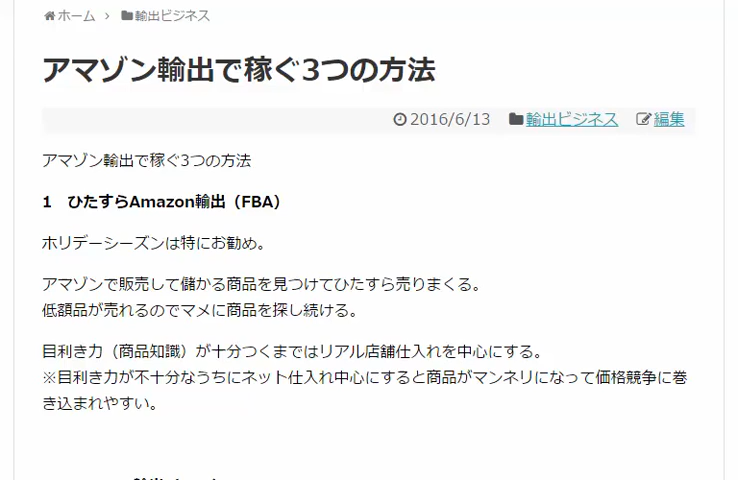 ホーム › 輸出ビジネス
アマゾン輸出で稼ぐ3つの方法
2016/6/13 輸出ビジネス 編集
アマゾン輸出で稼ぐ3つの方法
1　ひたすらAmazon輸出（FBA）
ホリデーシーズンは特にお勧め。
アマゾンで販売して儲かる商品を見つけてひたすら売りまくる。
低額品が売れるのでマメに商品を探し続ける。
目利き力（商品知識）が十分つくまではリアル店舗仕入れを中心にする。
※目利き力が不十分なうちにネット仕入れ中心にすると商品がマンネリになって価格競争に巻
き込まれやすい。